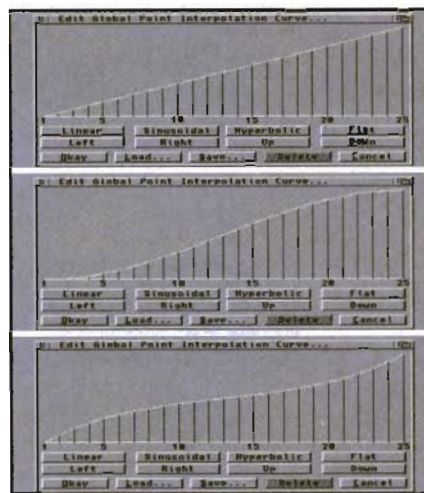 Edit Global Point Interpolation Curve...
1 5 10 15 20 25
Linear Sinusoidal Hyperbolic Flat
Left Right Up Down
Okay Load... Save... Delete Cancel
Edit Global Point Interpolation Curve...
1 5 10 15 20 25
Linear Sinusoidal Hyperbolic Flat
Left Right Up Down
Okay Load... Save... Delete Cancel
Edit Global Point Interpolation Curve...
1 5 10 15 20 25
Linear Sinusoidal Hyperbolic Flat
Left Right Up Down
Okay Load... Save... Delete Cancel